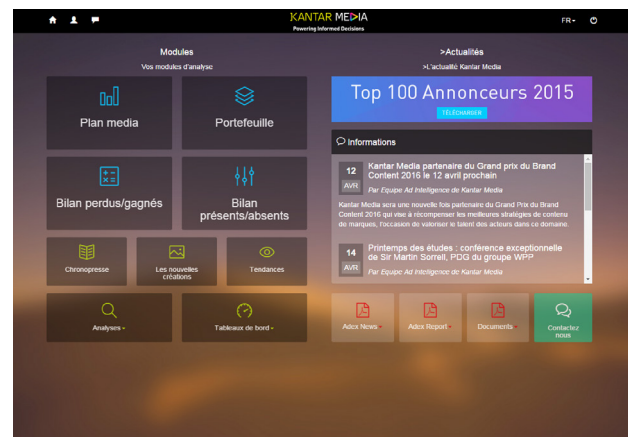 KANTAR MEDIA
Powering Informed Decisions
FR
Modules
Vos modules d'analyse
Plan media
Portefeuille
Bilan perdus/gagnés
Bilan
présents/absents
Chronopresse
Les nouvelles
créations
Tendances
Analyses
Tableaux de bord
>Actualités
>L'actualité Kantar Media
Top 100 Annonceurs 2015
TÉLÉCHARGER
Informations
12
AVR
Kantar Media partenaire du Grand prix du Brand
Content 2016 le 12 avril prochain
Par Equipe Ad Intelligence de Kantar Media
Kantar Media sera une nouvelle fois partenaire du Grand Prix du Brand
Content 2016 qui vise à récompenser les meilleures stratégies de contenu
de marques, l'occasion de valoriser le talent des acteurs dans ce domaine.
14
AVR
Printemps des études : conférence exceptionnelle
de Sir Martin Sorrell, PDG du groupe WPP
Par Equipe Ad Intelligence de Kantar Media
Adex News
Adex Report
Documents
Contactez
nous